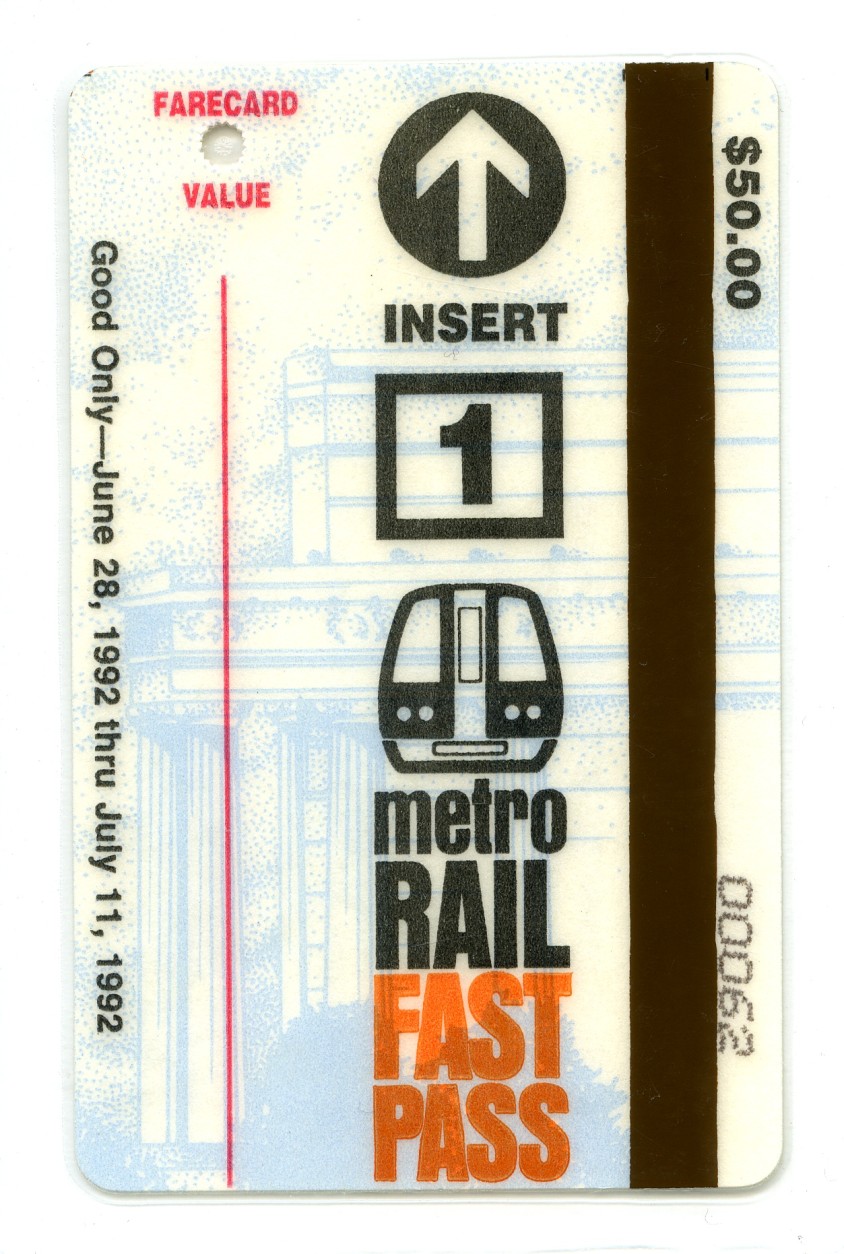 FARECARD
VALUE
INSERT
1
metro
RAIL
FAST
PASS
$50.00
Good Only—June 28, 1992 thru July 11, 1992